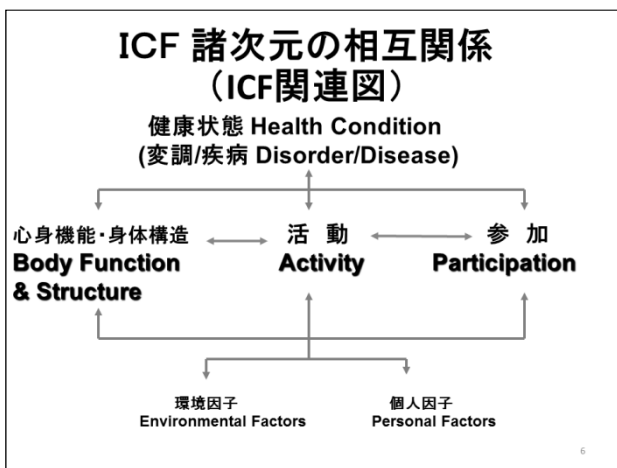 ICF 諸次元の相互関係
（ICF関連図）
健康状態 Health Condition
(変調/疾病 Disorder/Disease)
心身機能・身体構造
Body Function
& Structure
活 動
Activity
参 加
Participation
環境因子
Environmental Factors
個人因子
Personal Factors
6